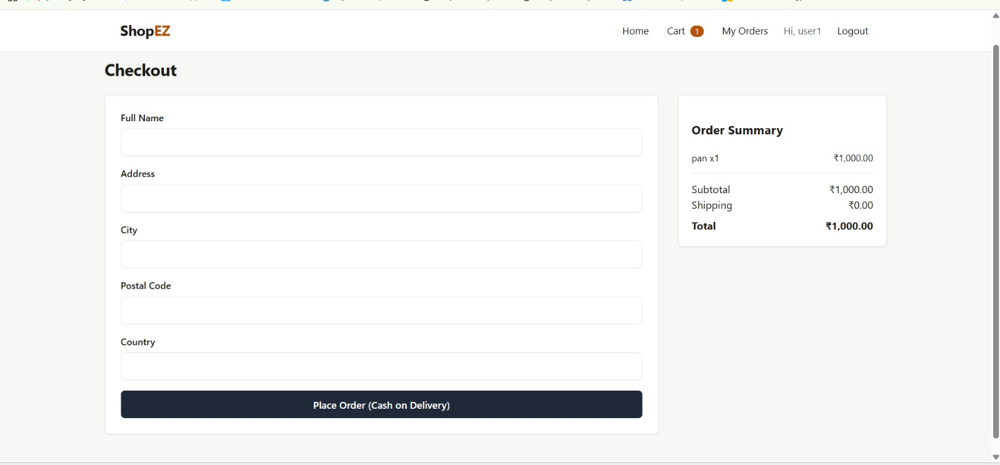 ShopEZ
Home Cart 1 My Orders Hi, user1 Logout
Checkout
Full Name
Address
City
Postal Code
Country
Place Order (Cash on Delivery)
Order Summary
pan x1 ₹1,000.00
Subtotal ₹1,000.00
Shipping ₹0.00
Total ₹1,000.00